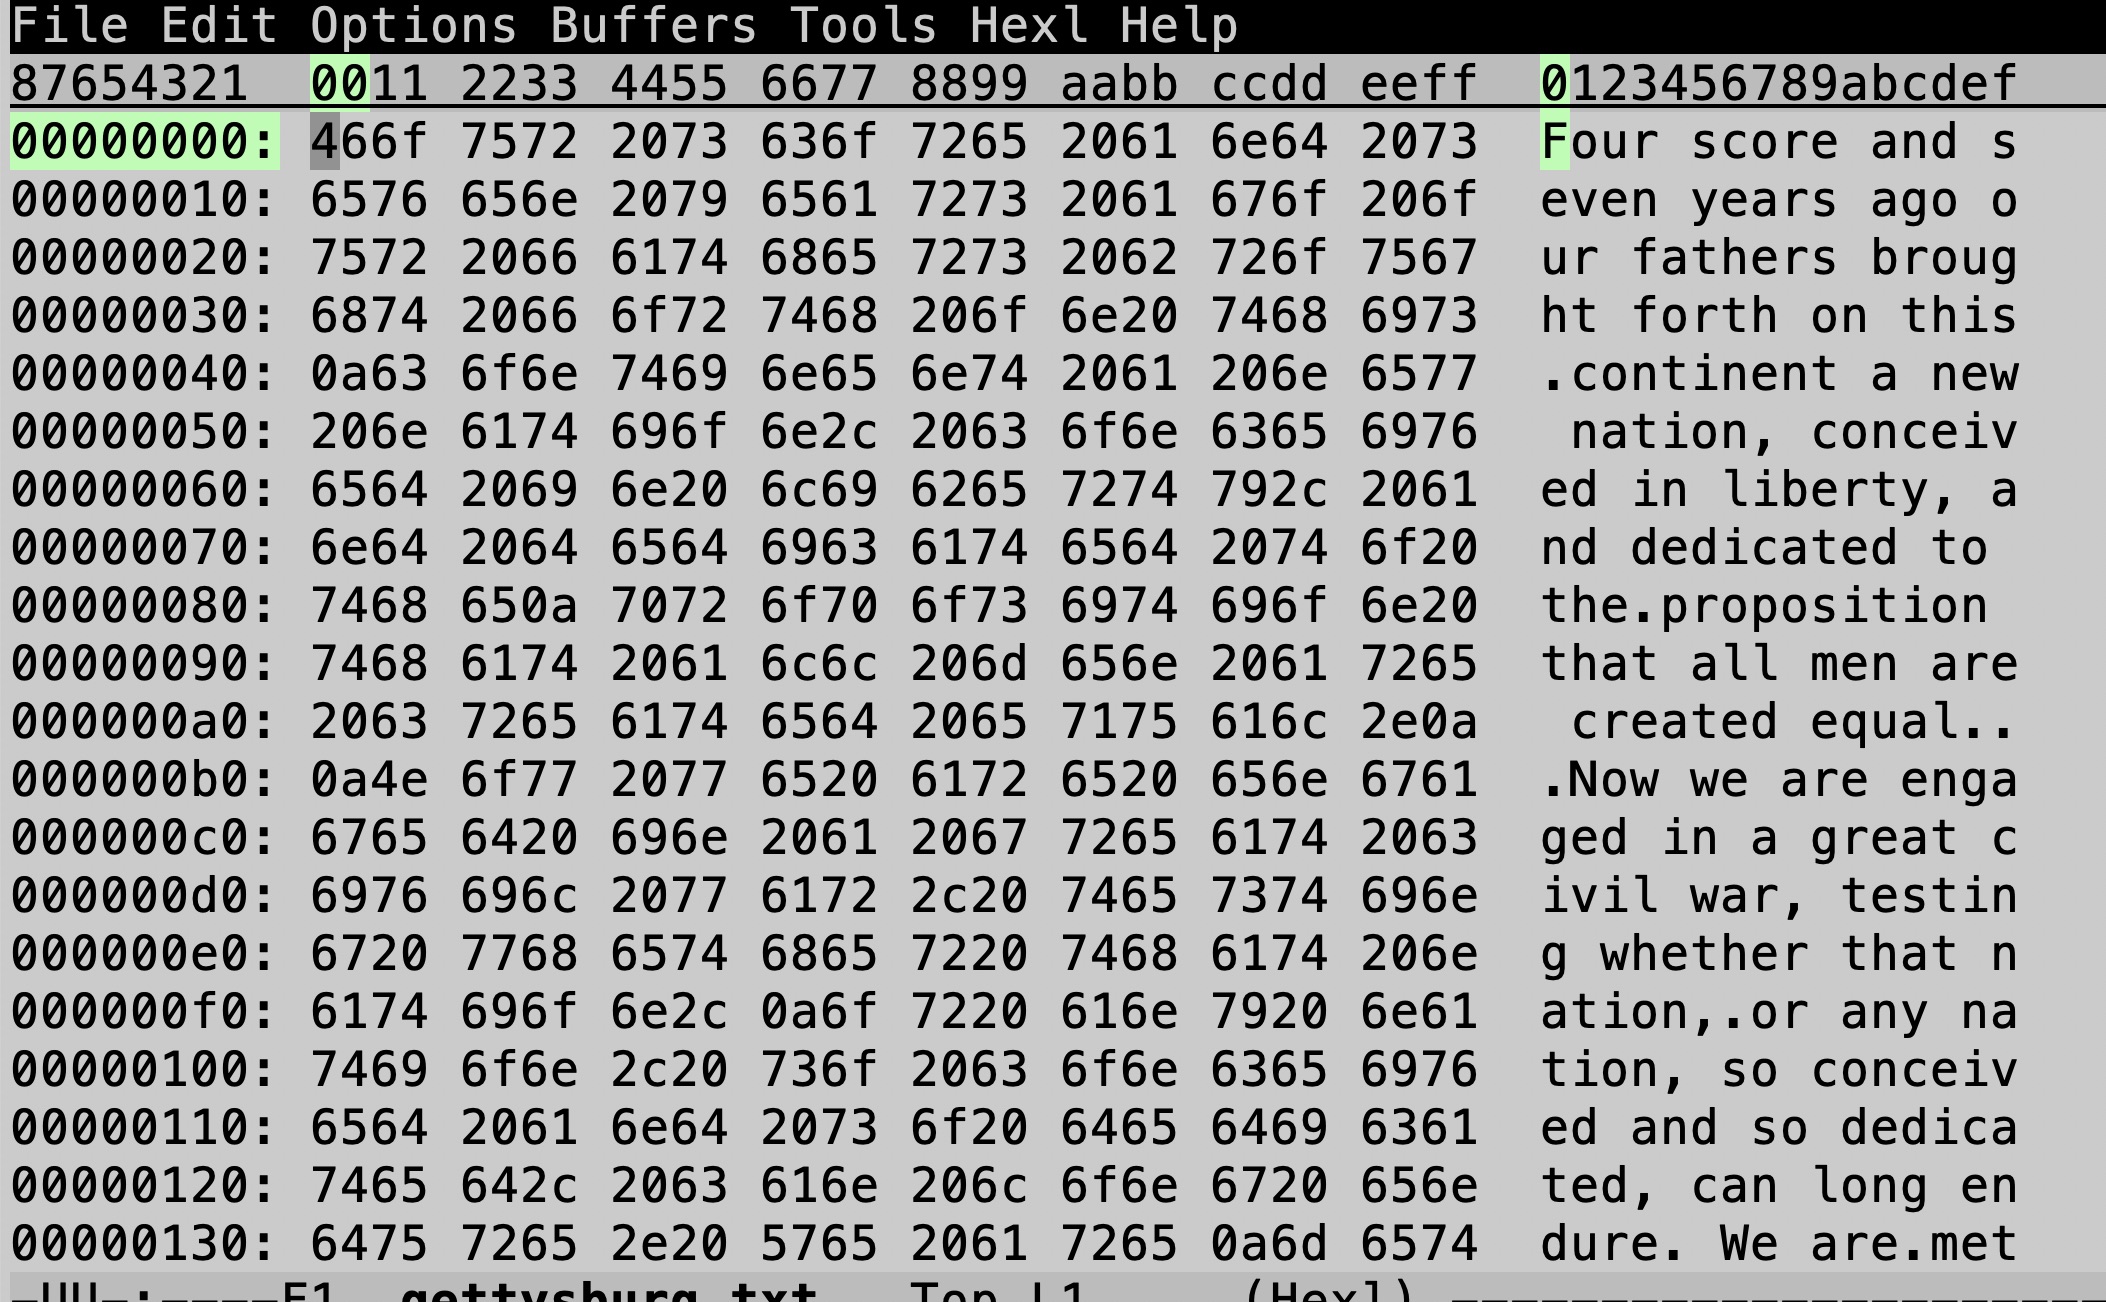 File Edit Options Buffers Tools Hexl Help
87654321  0011 2233 4455 6677 8899 aabb ccdd eeff  0123456789abcdef
00000000: 466f 7572 2073 636f 7265 2061 6e64 2073  Four score and s
00000010: 6576 656e 2079 6561 7273 2061 676f 206f  even years ago o
00000020: 7572 2066 6174 6865 7273 2062 726f 7567  ur fathers broug
00000030: 6874 2066 6f72 7468 206f 6e20 7468 6973  ht forth on this
00000040: 0a63 6f6e 7469 6e65 6e74 2061 206e 6577  .continent a new
00000050: 206e 6174 696f 6e2c 2063 6f6e 6365 6976   nation, conceiv
00000060: 6564 2069 6e20 6c69 6265 7274 792c 2061  ed in liberty, a
00000070: 6e64 2064 6564 6963 6174 6564 2074 6f20  nd dedicated to
00000080: 7468 650a 7072 6f70 6f73 6974 696f 6e20  the.proposition
00000090: 7468 6174 2061 6c6c 206d 656e 2061 7265  that all men are
000000a0: 2063 7265 6174 6564 2065 7175 616c 2e0a   created equal..
000000b0: 0a4e 6f77 2077 6520 6172 6520 656e 6761  .Now we are enga
000000c0: 6765 6420 696e 2061 2067 7265 6174 2063  ged in a great c
000000d0: 6976 696c 2077 6172 2c20 7465 7374 696e  ivil war, testin
000000e0: 6720 7768 6574 6865 7220 7468 6174 206e  g whether that n
000000f0: 6174 696f 6e2c 0a6f 7220 616e 7920 6e61  ation,.or any na
00000100: 7469 6f6e 2c20 736f 2063 6f6e 6365 6976  tion, so conceiv
00000110: 6564 2061 6e64 2073 6f20 6465 6469 6361  ed and so dedica
00000120: 7465 642c 2063 616e 206c 6f6e 6720 656e  ted, can long en
00000130: 6475 7265 2e20 5765 2061 7265 0a6d 6574  dure. We are.met
-UU-:----F1  gettysburg.txt   Top L1     (Hexl) ----------------------